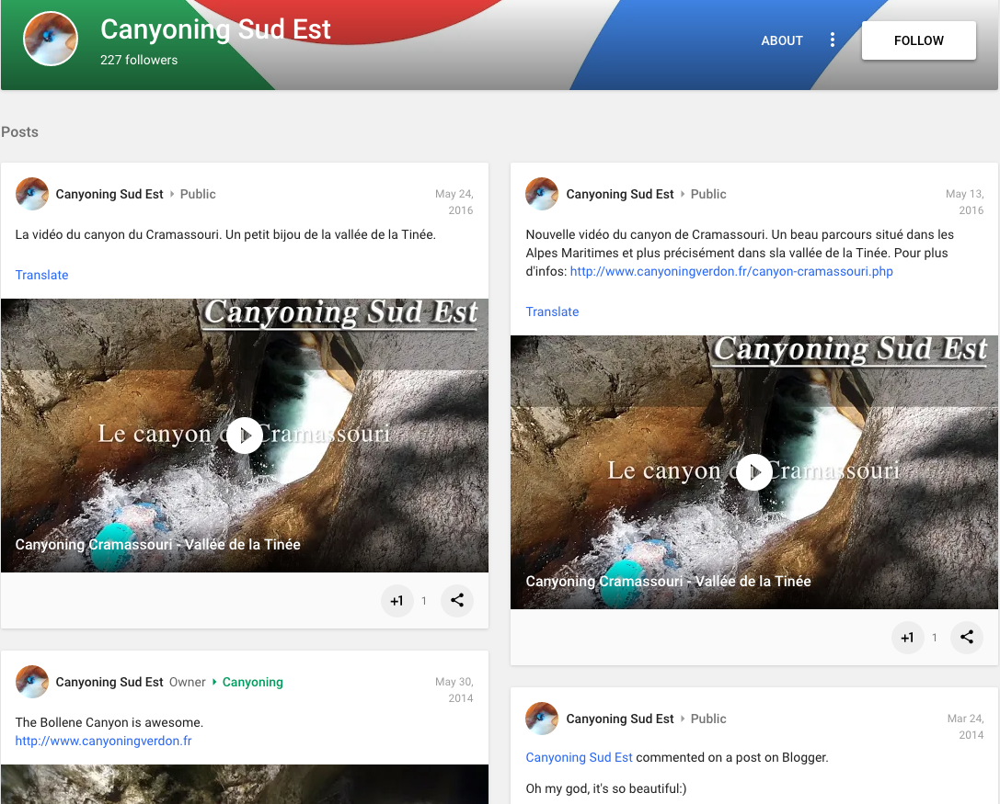 Canyoning Sud Est
227 followers
ABOUT
FOLLOW
Posts
Canyoning Sud Est Public
May 24,
2016
La vidéo du canyon du Cramassouri. Un petit bijou de la vallée de la Tinée.
Translate
Canyoning Sud Est
Le canyon d Cramassouri
Canyoning Cramassouri - Vallée de la Tinée
+1 1
Canyoning Sud Est Owner Canyoning
May 30,
2014
The Bollene Canyon is awesome.
http://www.canyoningverdon.fr
Canyoning Sud Est Public
May 13,
2016
Nouvelle vidéo du canyon de Cramassouri. Un beau parcours situé dans les
Alpes Maritimes et plus précisément dans sla vallée de la Tinée. Pour plus
d'infos: http://www.canyoningverdon.fr/canyon-cramassouri.php
Translate
Canyoning Sud Est
Le canyon d Cramassouri
Canyoning Cramassouri - Vallée de la Tinée
+1 1
Canyoning Sud Est Public
Mar 24,
2014
Canyoning Sud Est commented on a post on Blogger.
Oh my god, it's so beautiful:)